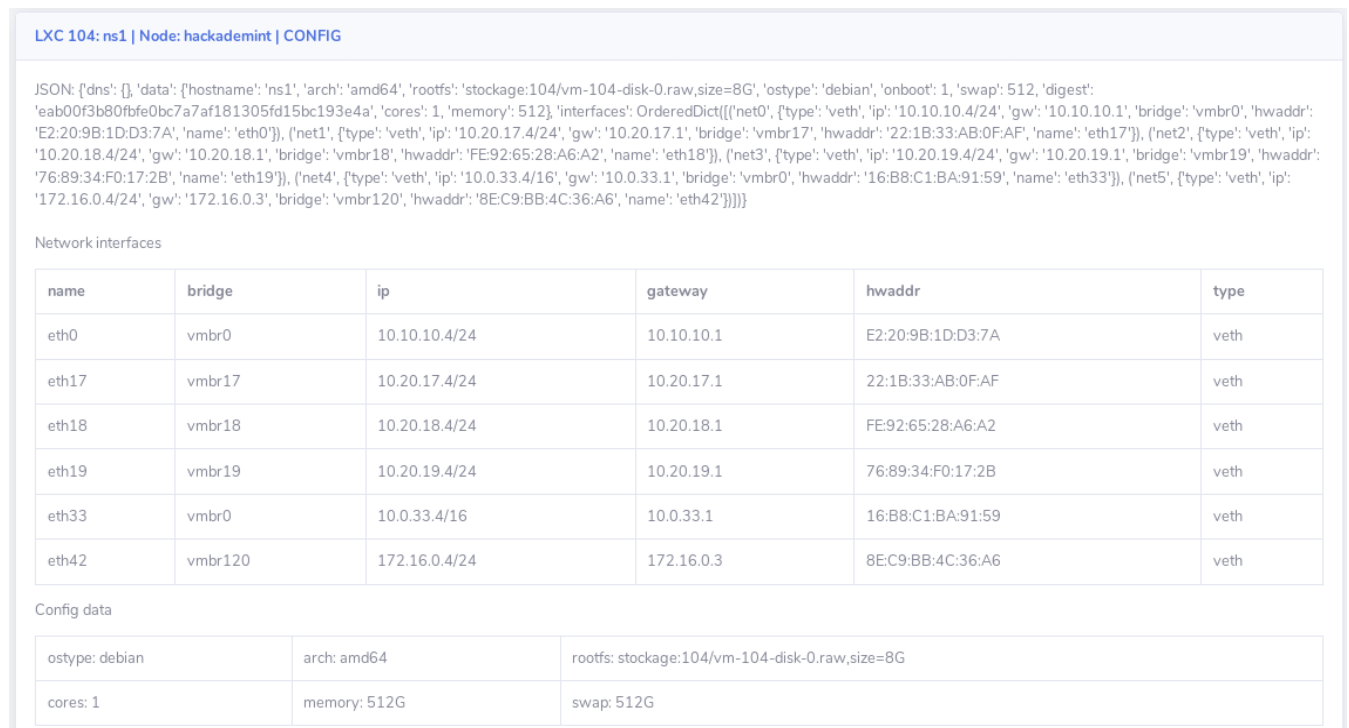 LXC 104: ns1 | Node: hackademint | CONFIG
JSON: {'dns': {}, 'data': {'hostname': 'ns1', 'arch': 'amd64', 'rootfs': 'stockage:104/vm-104-disk-0.raw,size=8G', 'ostype': 'debian', 'onboot': 1, 'swap': 512, 'digest':
'eab00f3b80fbfe0bc7a7af181305fd15bc193e4a', 'cores': 1, 'memory': 512}, 'interfaces': OrderedDict([('net0', {'type': 'veth', 'ip': '10.10.10.4/24', 'gw': '10.10.10.1', 'bridge': 'vmbr0', 'hwaddr':
'E2:20:9B:1D:D3:7A', 'name': 'eth0'}), ('net1', {'type': 'veth', 'ip': '10.20.17.4/24', 'gw': '10.20.17.1', 'bridge': 'vmbr17', 'hwaddr': '22:1B:33:AB:0F:AF', 'name': 'eth17'}), ('net2', {'type': 'veth', 'ip':
'10.20.18.4/24', 'gw': '10.20.18.1', 'bridge': 'vmbr18', 'hwaddr': 'FE:92:65:28:A6:A2', 'name': 'eth18'}), ('net3', {'type': 'veth', 'ip': '10.20.19.4/24', 'gw': '10.20.19.1', 'bridge': 'vmbr19', 'hwaddr':
'76:89:34:F0:17:2B', 'name': 'eth19'}), ('net4', {'type': 'veth', 'ip': '10.0.33.4/16', 'gw': '10.0.33.1', 'bridge': 'vmbr0', 'hwaddr': '16:B8:C1:BA:91:59', 'name': 'eth33'}), ('net5', {'type': 'veth', 'ip':
'172.16.0.4/24', 'gw': '172.16.0.3', 'bridge': 'vmbr120', 'hwaddr': '8E:C9:BB:4C:36:A6', 'name': 'eth42'})])}
Network interfaces
name bridge ip gateway hwaddr type
eth0 vmbr0 10.10.10.4/24 10.10.10.1 E2:20:9B:1D:D3:7A veth
eth17 vmbr17 10.20.17.4/24 10.20.17.1 22:1B:33:AB:0F:AF veth
eth18 vmbr18 10.20.18.4/24 10.20.18.1 FE:92:65:28:A6:A2 veth
eth19 vmbr19 10.20.19.4/24 10.20.19.1 76:89:34:F0:17:2B veth
eth33 vmbr0 10.0.33.4/16 10.0.33.1 16:B8:C1:BA:91:59 veth
eth42 vmbr120 172.16.0.4/24 172.16.0.3 8E:C9:BB:4C:36:A6 veth
Config data
ostype: debian arch: amd64 rootfs: stockage:104/vm-104-disk-0.raw,size=8G
cores: 1 memory: 512G swap: 512G